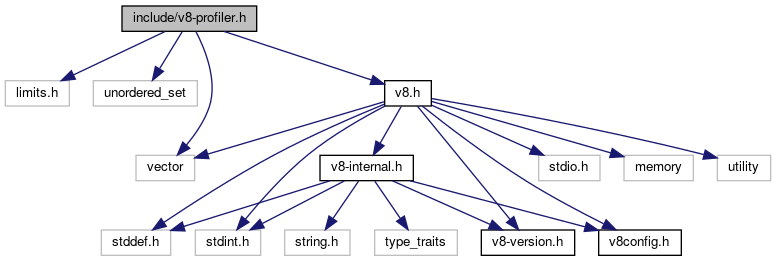 include/v8-profiler.h
limits.h
unordered_set
v8.h
vector
v8-internal.h
stdio.h
memory
utility
stddef.h
stdint.h
string.h
type_traits
v8-version.h
v8config.h